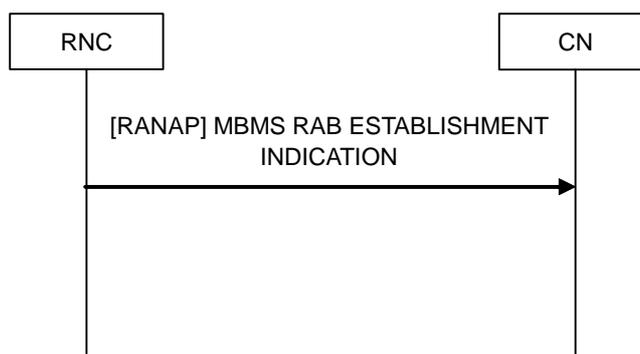 RNC
CN
[RANAP] MBMS RAB ESTABLISHMENT
INDICATION